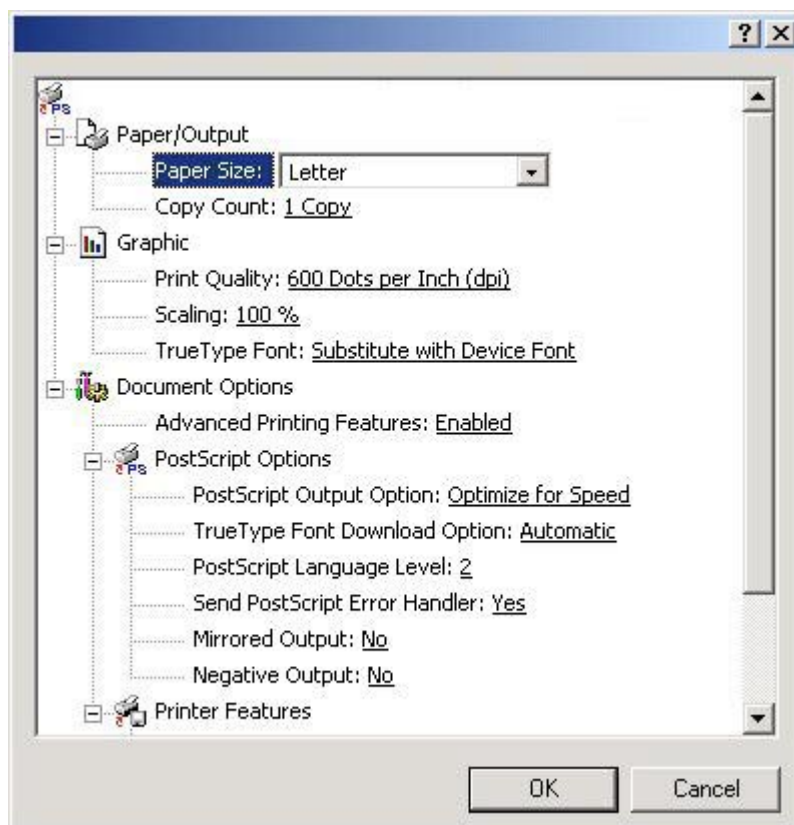 PS
Paper/Output
Paper Size: Letter
Copy Count: 1 Copy
Graphic
Print Quality: 600 Dots per Inch (dpi)
Scaling: 100 %
TrueType Font: Substitute with Device Font
Document Options
Advanced Printing Features: Enabled
PS PostScript Options
PostScript Output Option: Optimize for Speed
TrueType Font Download Option: Automatic
PostScript Language Level: 2
Send PostScript Error Handler: Yes
Mirrored Output: No
Negative Output: No
Printer Features
OK Cancel